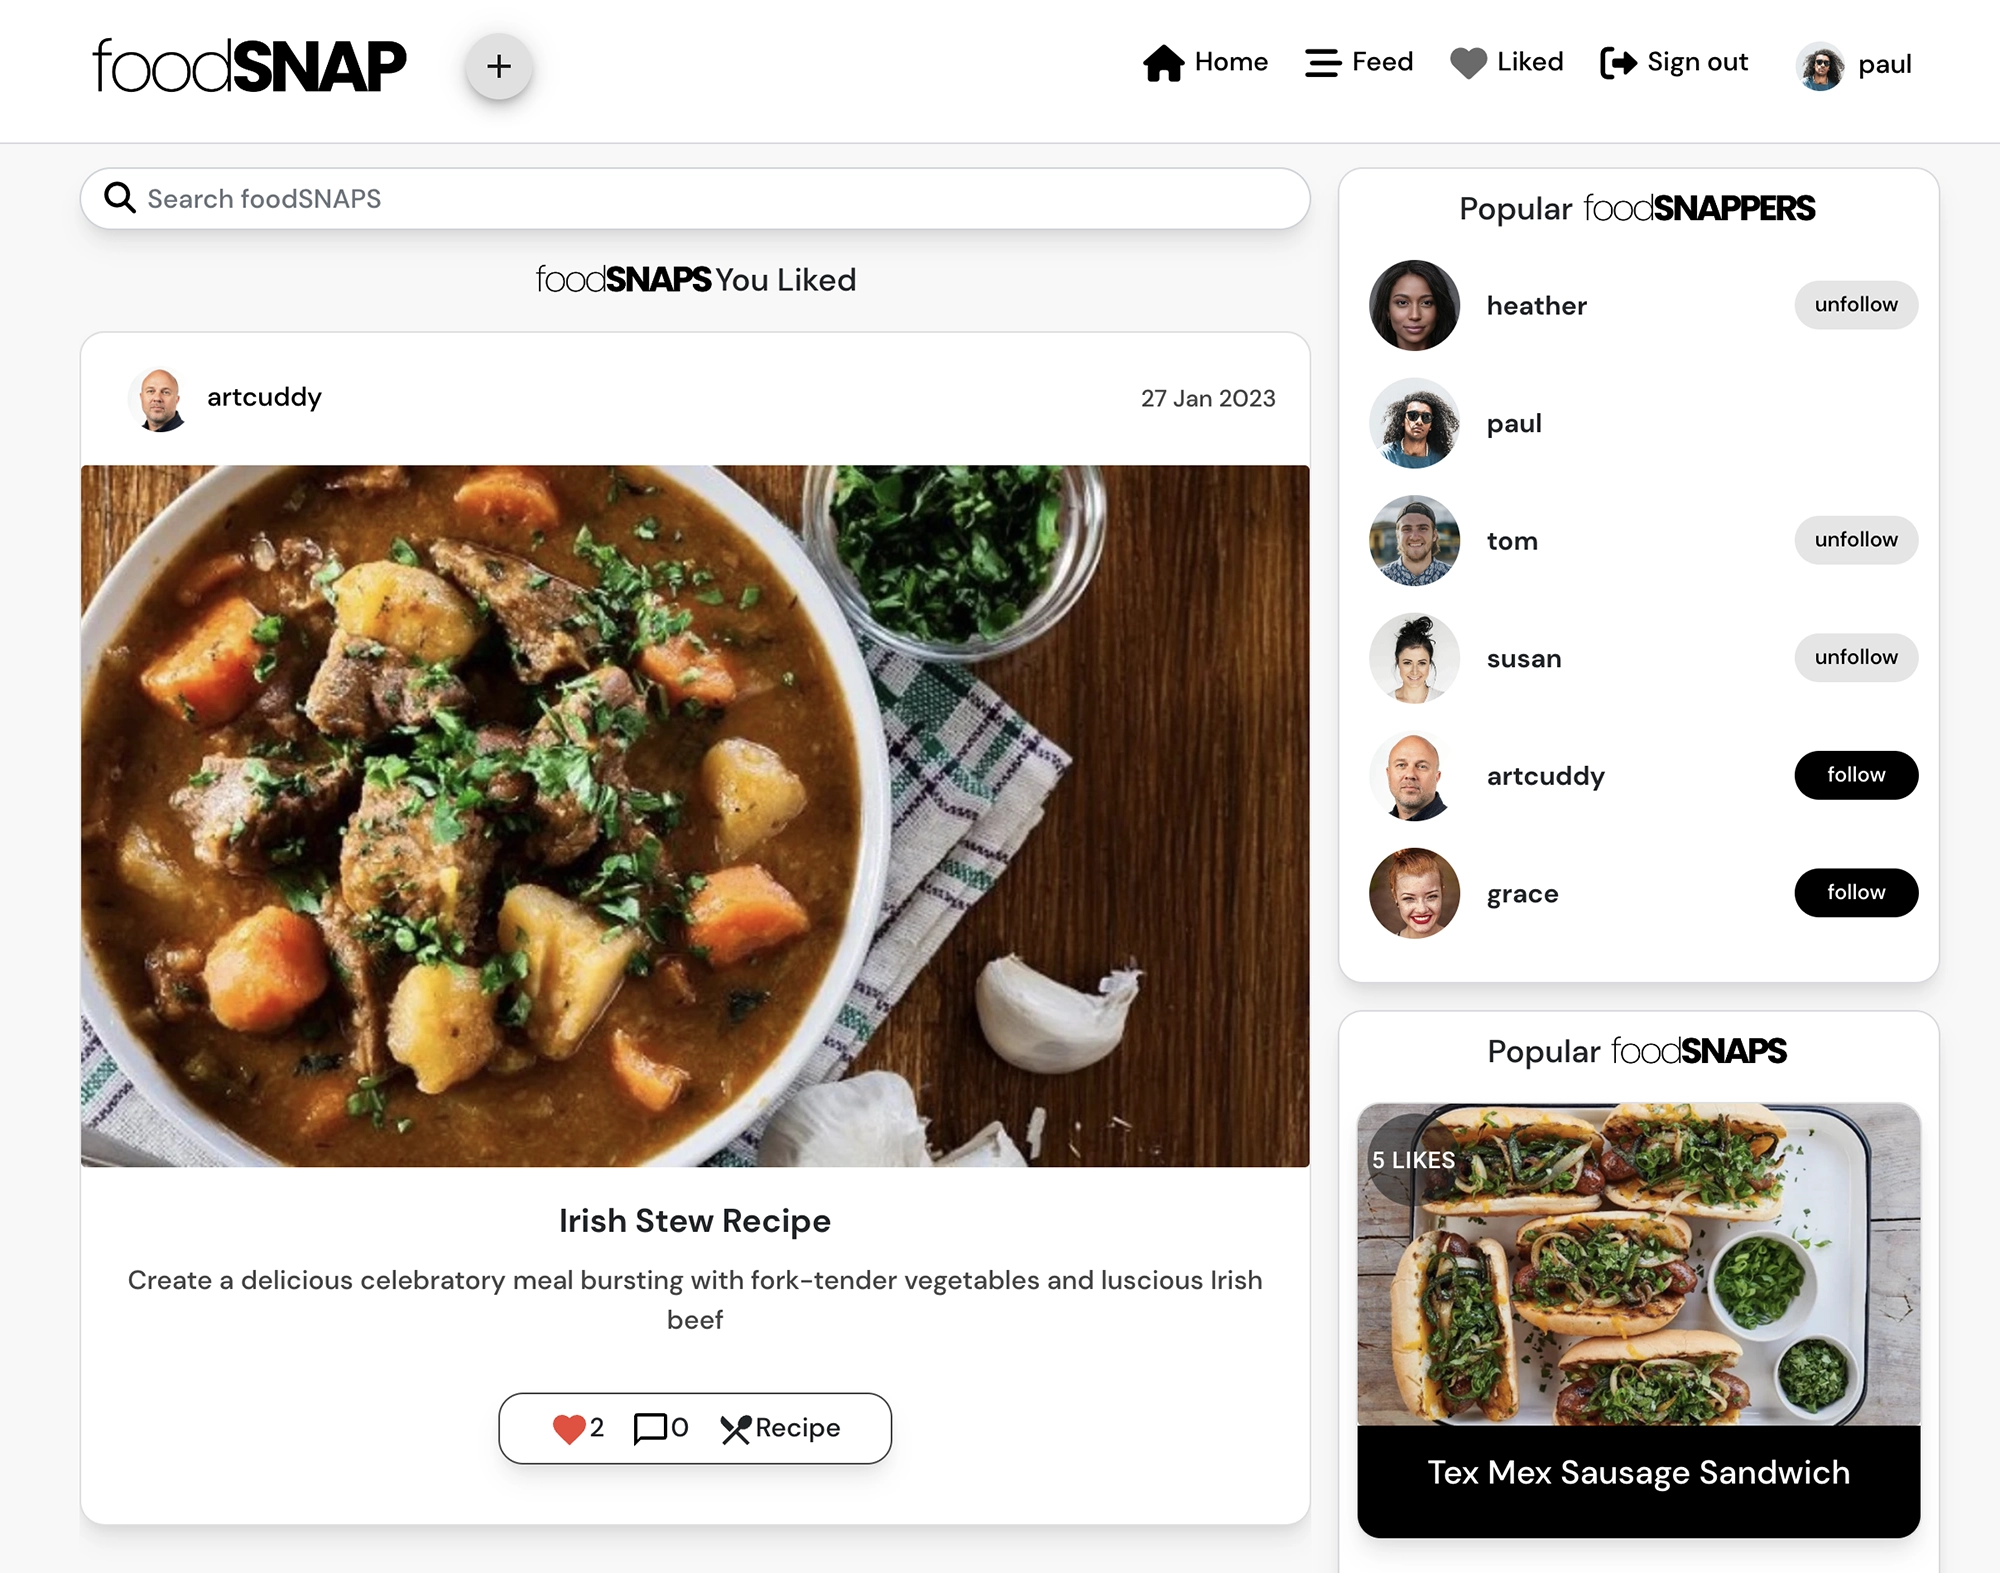 foodSNAP
+
Home
Feed
Liked
Sign out
paul
Search foodSNAPS
foodSNAPS You Liked
artcuddy
27 Jan 2023
Irish Stew Recipe
Create a delicious celebratory meal bursting with fork-tender vegetables and luscious Irish
beef
2
0
Recipe
Popular foodSNAPPERS
heather
unfollow
paul
tom
unfollow
susan
unfollow
artcuddy
follow
grace
follow
Popular foodSNAPS
5 LIKES
Tex Mex Sausage Sandwich